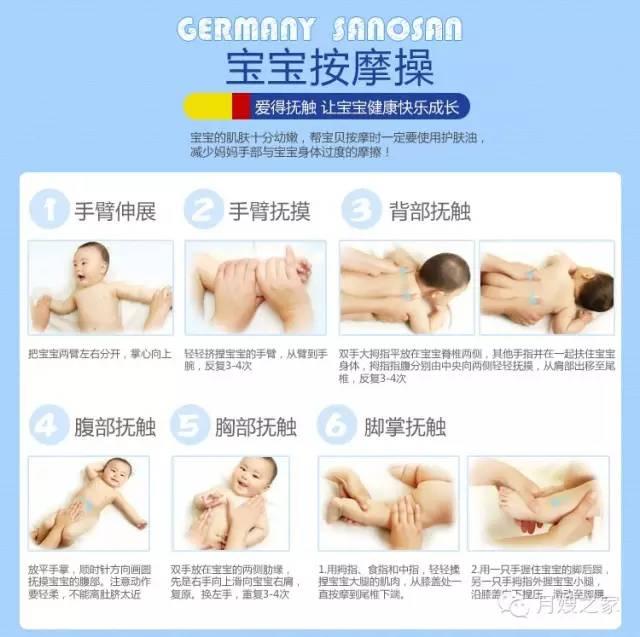 GERMANY SANOSAN
宝宝按摩操
爱得抚触 让宝宝健康快乐成长
宝宝的肌肤十分幼嫩，帮宝贝按摩时一定要使用护肤油，
减少妈妈手部与宝宝身体过度的摩擦！
1 手臂伸展
2 手臂抚摸
3 背部抚触
把宝宝两臂左右分开，掌心向上
轻轻挤捏宝宝的手臂，从臂到手
腕，反复3-4次
双手大拇指平放在宝宝脊椎两侧，其他手指并在一起扶住宝宝
身体，拇指指腹分别由中央向两侧轻轻抚摸，从肩部出移至尾
椎，反复3-4次
4 腹部抚触
5 胸部抚触
6 脚掌抚触
放平手掌，顺时针方向画圆
抚摸宝宝的腹部。注意动作
要轻柔，不能离肚脐太近
双手放在宝宝的两侧肋缘，
先是右手向上滑向宝宝右肩，
复原。换左手，重复3-4次
1.用拇指、食指和中指，轻轻揉
捏宝宝大腿的肌肉，从膝盖处一
直按摩到尾椎下端。
2.用一只手握住宝宝的脚后跟，
另一只手拇指外握宝宝小腿，
沿膝盖向下捏压、滑动至脚踝。
月嫂之家